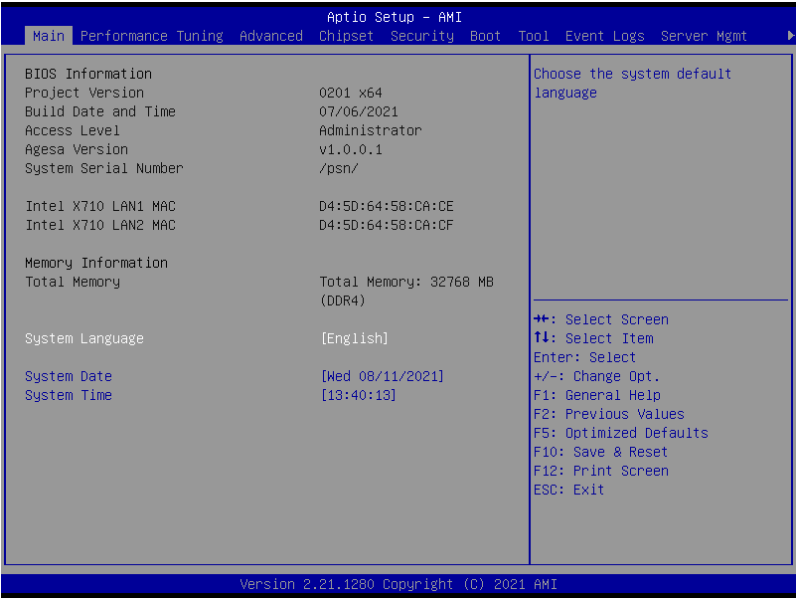 Aptio Setup – AMI
Main Performance Tuning Advanced Chipset Security Boot Tool Event Logs Server Mgmt
BIOS Information
Project Version 0201 x64
Build Date and Time 07/06/2021
Access Level Administrator
Agesa Version v1.0.0.1
System Serial Number /psn/
Intel X710 LAN1 MAC D4:5D:64:58:CA:CE
Intel X710 LAN2 MAC D4:5D:64:58:CA:CF
Memory Information
Total Memory Total Memory: 32768 MB
(DDR4)
System Language [English]
System Date [Wed 08/11/2021]
System Time [13:40:13]
Choose the system default
language
→←: Select Screen
↑↓: Select Item
Enter: Select
+/-: Change Opt.
F1: General Help
F2: Previous Values
F5: Optimized Defaults
F10: Save & Reset
F12: Print Screen
ESC: Exit
Version 2.21.1280 Copyright (C) 2021 AMI